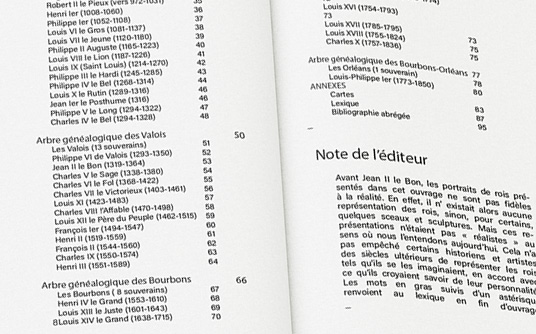 Robert II le Pieux (vers 972-1031) 35
Henri Ier (1008-1060) 36
Philippe Ier (1052-1108) 37
Louis VI le Gros (1081-1137) 38
Louis VII le Jeune (1120-1180) 39
Philippe II Auguste (1165-1223) 40
Louis VIII le Lion (1187-1226) 41
Louis IX (Saint Louis) (1214-1270) 42
Philippe III le Hardi (1245-1285) 43
Philippe IV le Bel (1268-1314) 44
Louis X le Hutin (1289-1316) 46
Jean Ier le Posthume (1316) 46
Philippe V le Long (1294-1322) 47
Charles IV le Bel (1294-1328) 48
Arbre généalogique des Valois 50
Les Valois (13 souverains) 51
Philippe VI de Valois (1293-1350) 52
Jean II le Bon (1319-1364) 53
Charles V le Sage (1338-1380) 54
Charles VI le Fol (1368-1422) 55
Charles VII le Victorieux (1403-1461) 56
Louis XI (1423-1483) 57
Charles VIII l'Affable (1470-1498) 58
Louis XII le Père du Peuple (1462-1515) 59
François Ier (1494-1547) 60
Henri II (1519-1559) 61
François II (1544-1560) 62
Charles IX (1550-1574) 63
Henri III (1551-1589) 64
Arbre généalogique des Bourbons 66
Les Bourbons ( 8 souverains) 67
Henri IV le Grand (1553-1610) 68
Louis XIII le Juste (1601-1643) 69
8Louis XIV le Grand (1638-1715) 70
Louis XVI (1754-1793)
73
Louis XVII (1785-1795) 73
Louis XVIII (1755-1824) 75
Charles X (1757-1836) 75
Arbre généalogique des Bourbons-Orléans 77
Les Orléans (1 souverain) 78
Louis-Philippe Ier (1773-1850) 80
ANNEXES
Cartes 83
Lexique 87
Bibliographie abrégée 95
–
Note de l'éditeur
Avant Jean II le Bon, les portraits de rois pré-
sentés dans cet ouvrage ne sont pas fidèles
à la réalité. En effet, il n' existait alors aucune
représentation des rois, sinon, pour certains,
quelques sceaux et sculptures. Mais ces re-
présentations n'étaient pas « réalistes » au
sens où nous l'entendons aujourd'hui. Cela n'a
pas empêché certains historiens et artistes
des siècles ultérieurs de représenter les rois
tels qu'ils se les imaginaient, en accord avec
ce qu'ils croyaient savoir de leur personnalité
Les mots en gras suivis d'un astérisque
renvoient au lexique en fin d'ouvrage
–